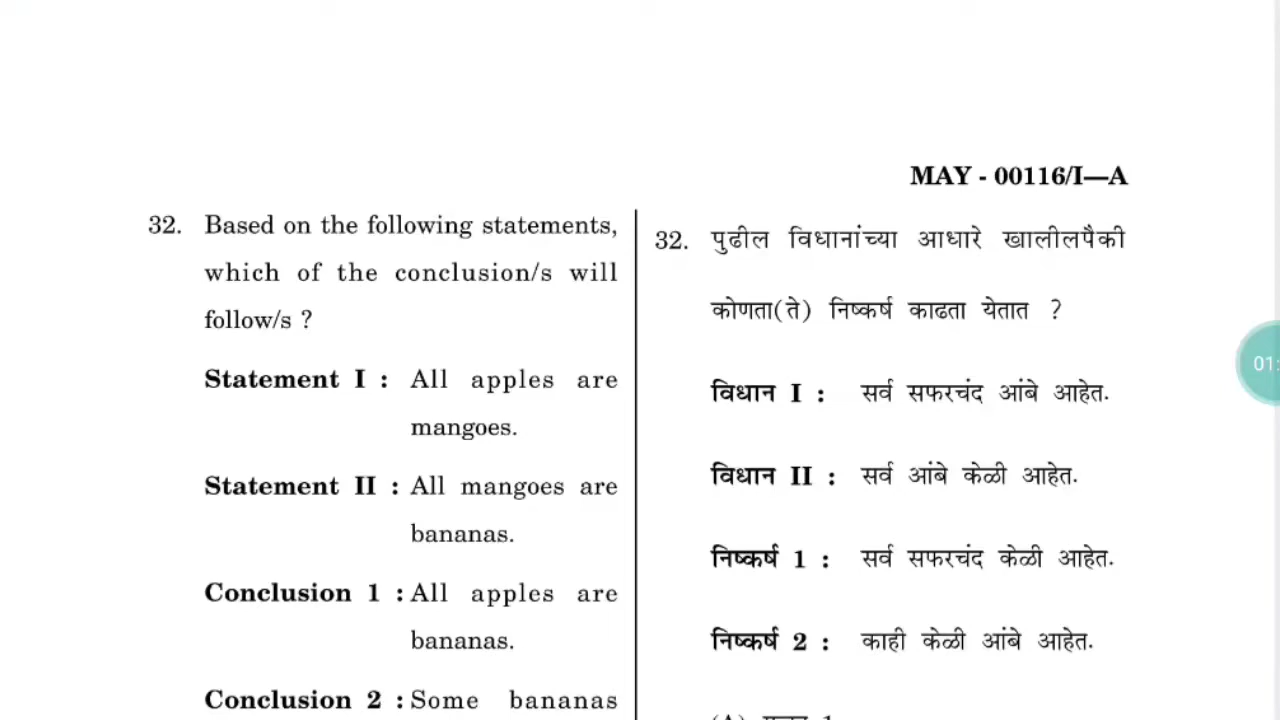 MAY - 00116/I—A
32. Based on the following statements,
which of the conclusion/s will
follow/s ?
Statement I : All apples are
mangoes.
Statement II : All mangoes are
bananas.
Conclusion 1 : All apples are
bananas.
Conclusion 2 : Some bananas
32. पुढील विधानांच्या आधारे खालीलपैकी
कोणता(ते) निष्कर्ष काढता येतात ?
विधान I : सर्व सफरचंद आंबे आहेत.
विधान II : सर्व आंबे केळी आहेत.
निष्कर्ष 1 : सर्व सफरचंद केळी आहेत.
निष्कर्ष 2 : काही केळी आंबे आहेत.
01: